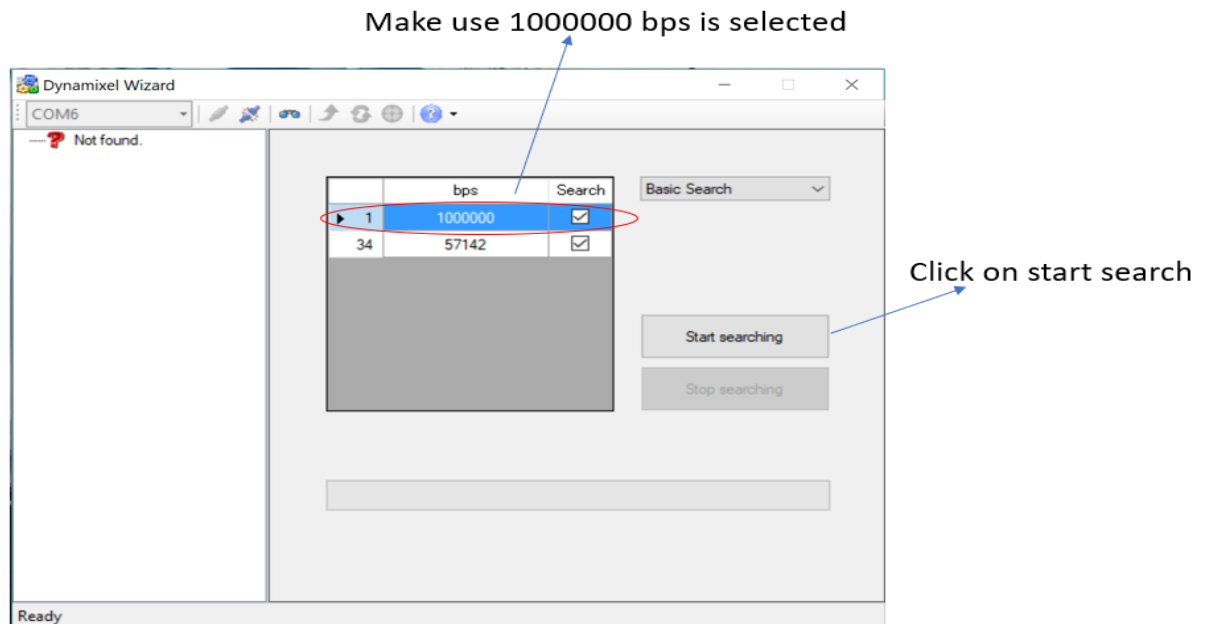 Make use 1000000 bps is selected
Dynamixel Wizard
COM6
Not found.
bps Search
1 1000000
34 57142
Basic Search
Click on start search
Start searching
Stop searching
Ready